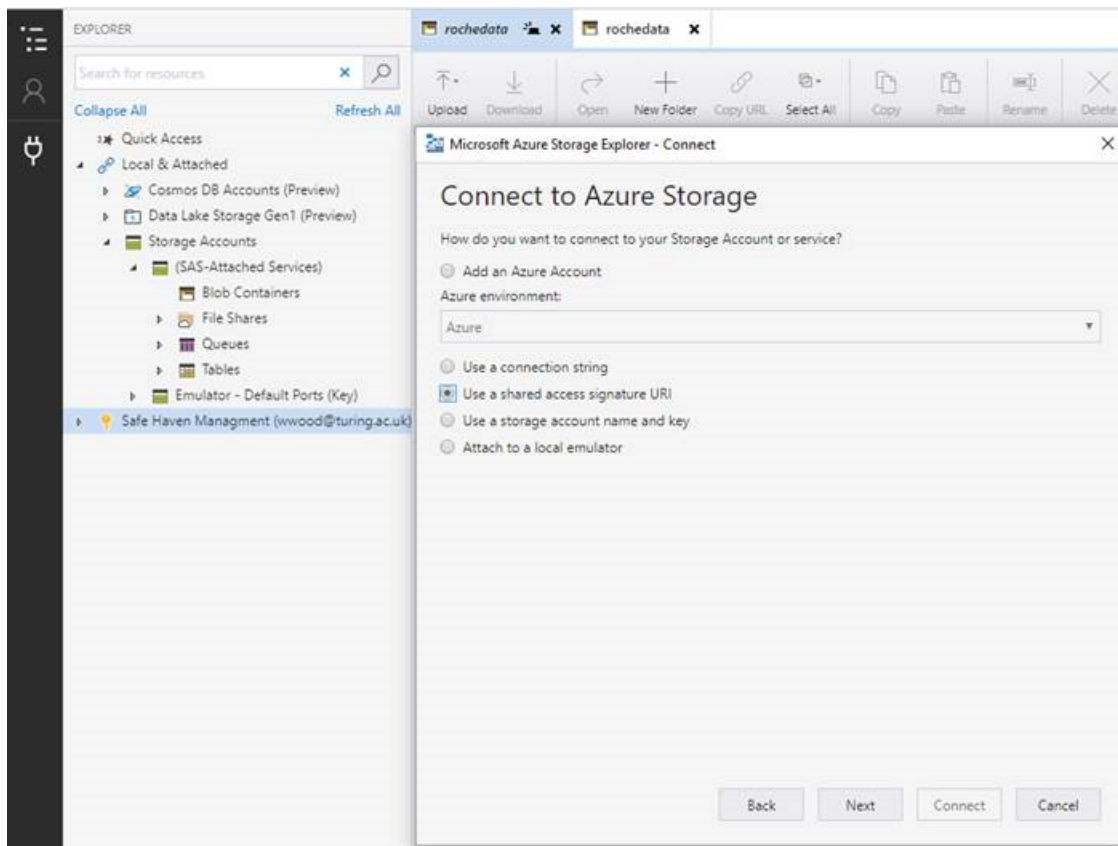 EXPLORER
Search for resources
Collapse All Refresh All
Quick Access
Local & Attached
Cosmos DB Accounts (Preview)
Data Lake Storage Gen1 (Preview)
Storage Accounts
(SAS-Attached Services)
Blob Containers
File Shares
Queues
Tables
Emulator - Default Ports (Key)
Safe Haven Managment (wwood@turing.ac.uk)
rochedata rochedata
Upload Download Open New Folder Copy URL Select All Copy Paste Rename Delete
Microsoft Azure Storage Explorer - Connect
Connect to Azure Storage
How do you want to connect to your Storage Account or service?
Add an Azure Account
Azure environment:
Azure
Use a connection string
Use a shared access signature URI
Use a storage account name and key
Attach to a local emulator
Back Next Connect Cancel